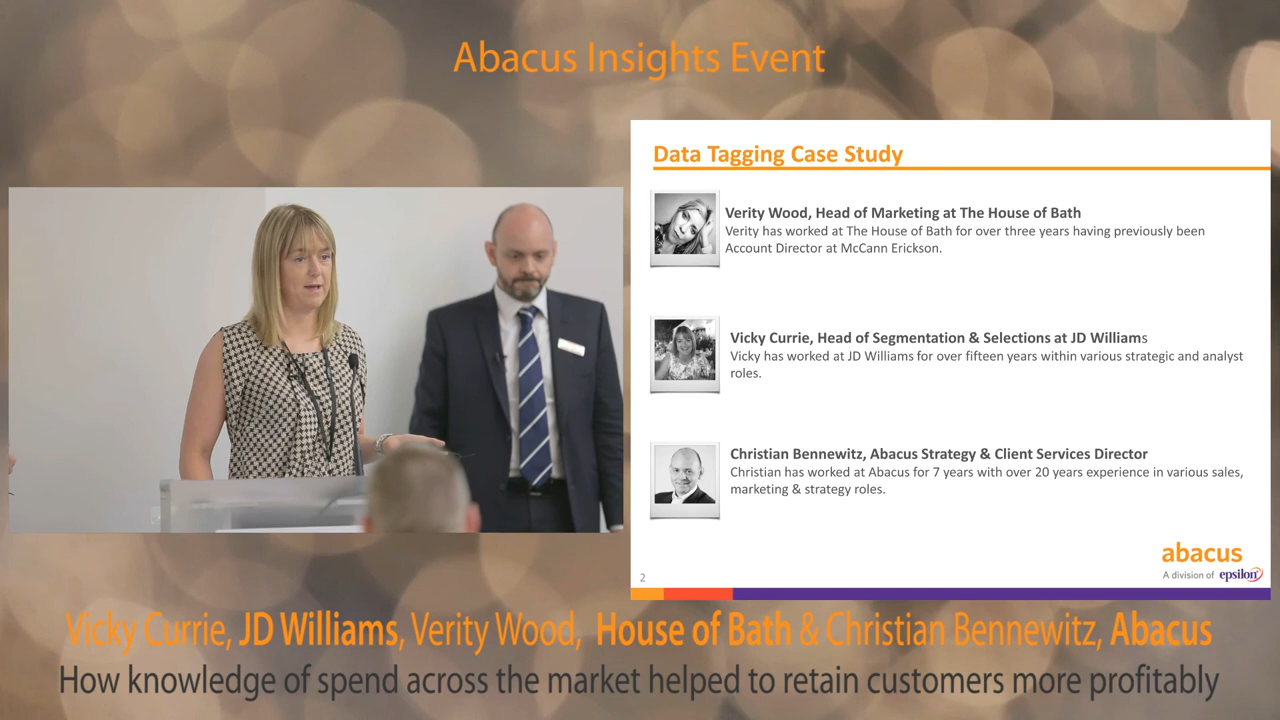 Abacus Insights Event
Data Tagging Case Study
Verity Wood, Head of Marketing at The House of Bath
Verity has worked at The House of Bath for over three years having previously been
Account Director at McCann Erickson.
Vicky Currie, Head of Segmentation & Selections at JD Williams
Vicky has worked at JD Williams for over fifteen years within various strategic and analyst
roles.
Christian Bennewitz, Abacus Strategy & Client Services Director
Christian has worked at Abacus for 7 years with over 20 years experience in various sales,
marketing & strategy roles.
abacus
A division of epsilon
2
Vicky Currie, JD Williams, Verity Wood, House of Bath & Christian Bennewitz, Abacus
How knowledge of spend across the market helped to retain customers more profitably